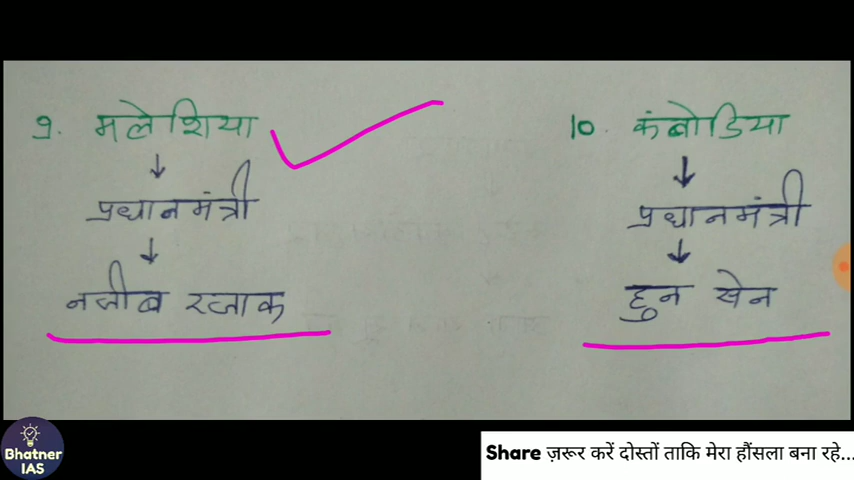 9. मलेशिया
↓
प्रधानमंत्री
↓
नजीब रजाक
10. कंबोडिया
↓
प्रधानमंत्री
↓
हुन सेन
Bhatner
IAS
Share ज़रूर करें दोस्तों ताकि मेरा हौंसला बना रहे...